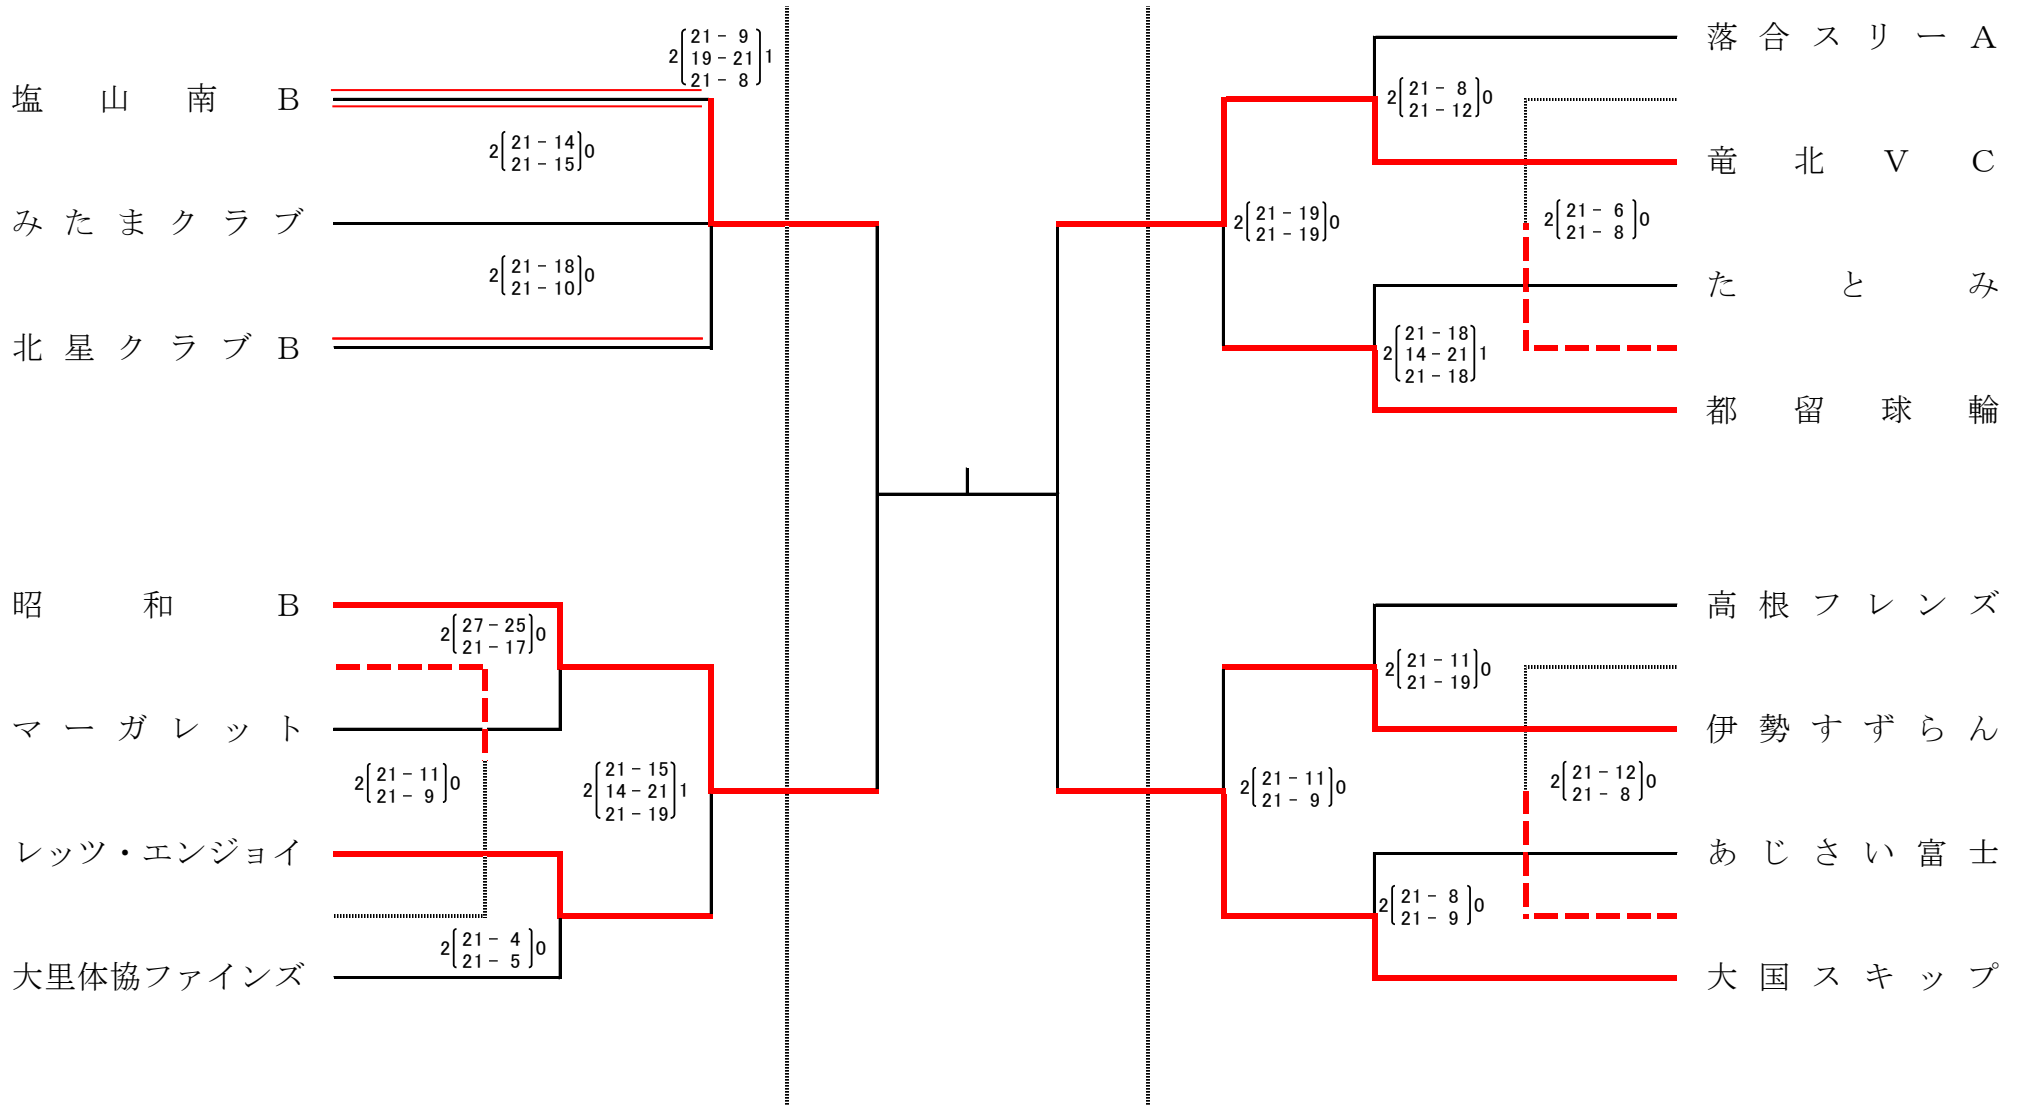 塩山南B
2 21－9 1
19－21
21－8
2 21－14 0
21－15
みたまクラブ
2 21－18 0
21－10
北星クラブB
昭和B
2 27－25 0
21－17
マーガレット
2 21－11 0
21－9
2 21－15 1
14－21
21－19
レッツ・エンジョイ
2 21－4 0
21－5
大里体協ファインズ
落合スリーA
2 21－8 0
21－12
竜北VC
2 21－19 0
21－19
2 21－6 0
21－8
たとみ
2 21－18 1
14－21
21－18
都留球輪
高根フレンズ
2 21－11 0
21－19
伊勢すずらん
2 21－11 0
21－9
2 21－12 0
21－8
あじさい富士
2 21－8 0
21－9
大国スキップ